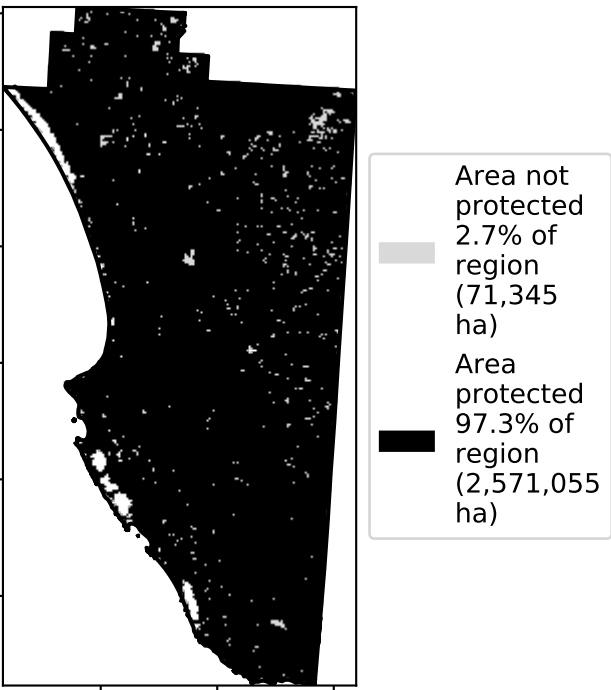 Area not
protected
2.7% of
region
(71,345
ha)
Area
protected
97.3% of
region
(2,571,055
ha)